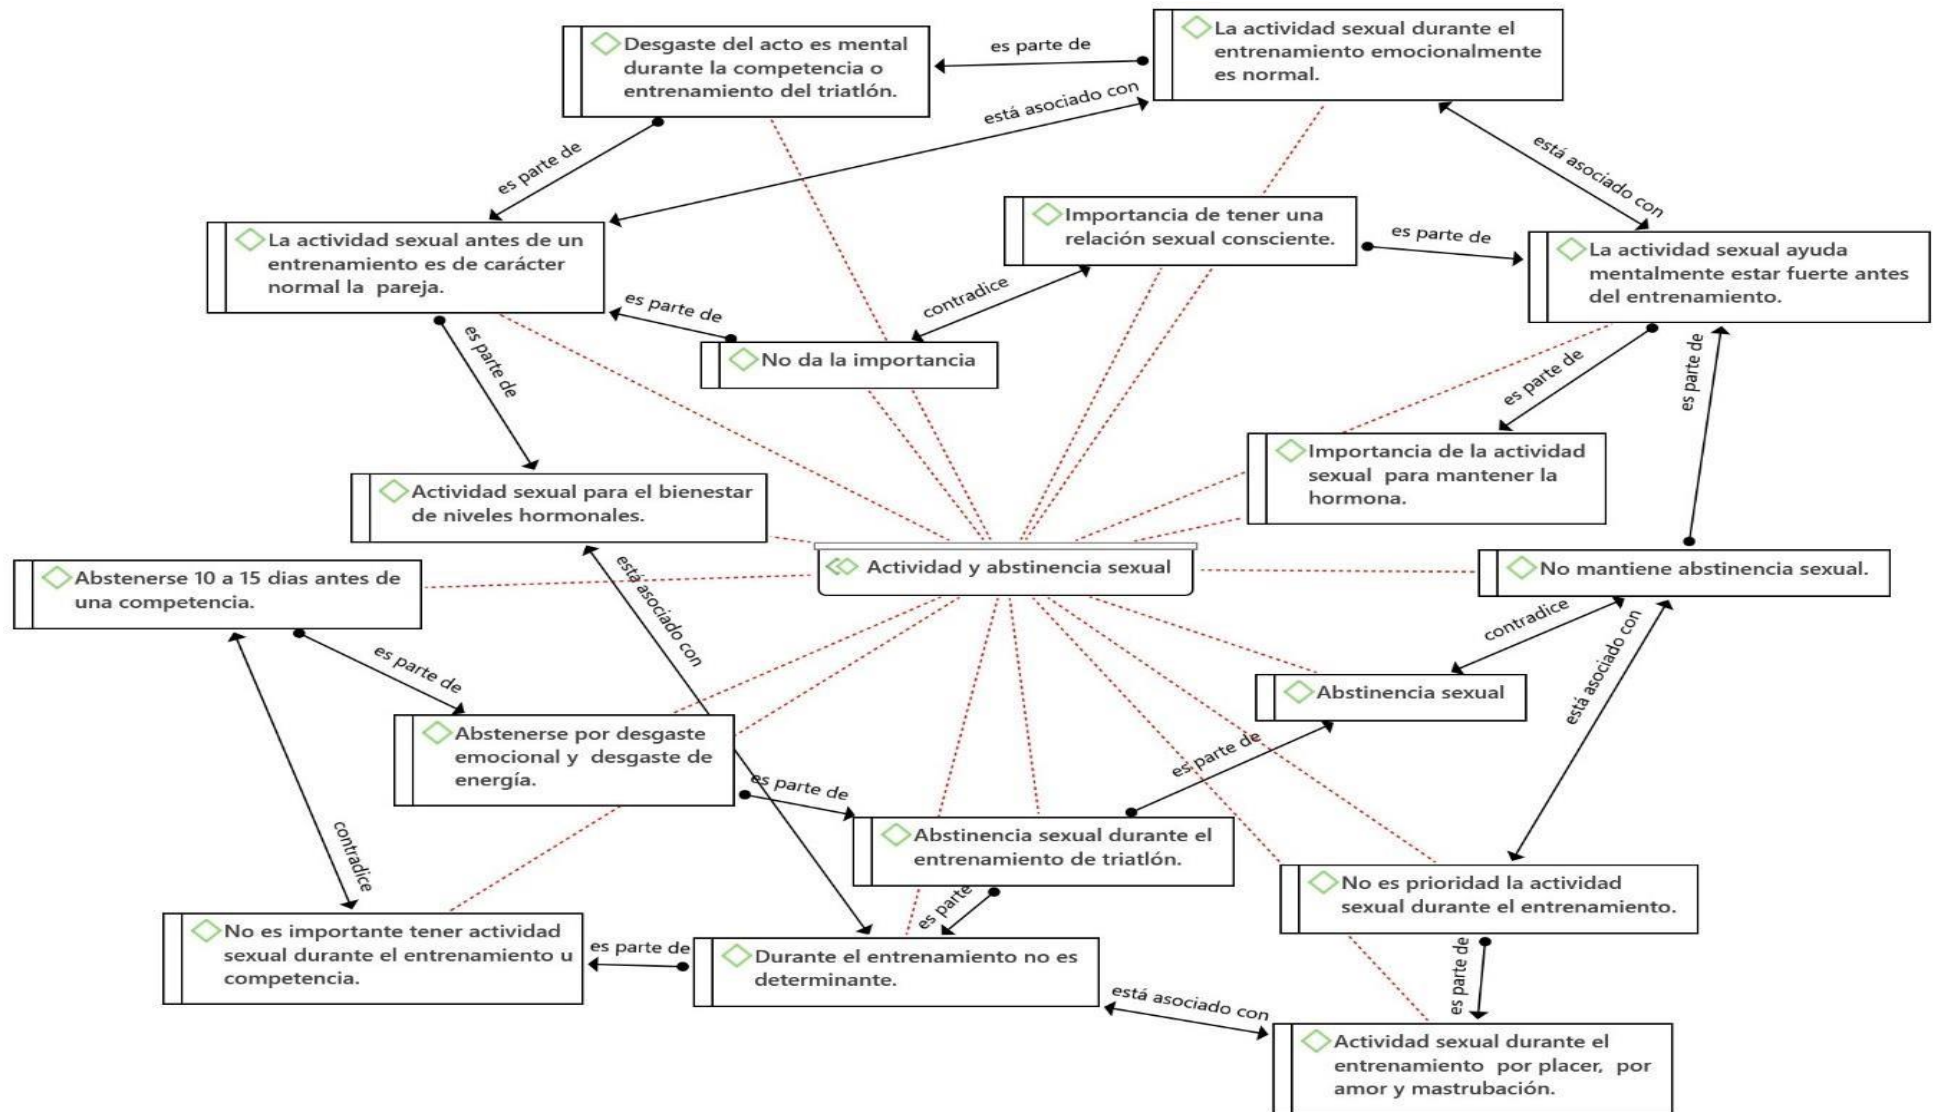 La actividad sexual durante el
entrenamiento emocionalmente
es normal.
Desgaste del acto es mental
durante la competencia o
entrenamiento del triatlón.
es parte de
está asociado con
es parte de
está asociado con
Importancia de tener una
relación sexual consciente.
es parte de
La actividad sexual antes de un
entrenamiento es de carácter
normal la pareja.
La actividad sexual ayuda
mentalmente estar fuerte antes
del entrenamiento.
es parte de
contradice
No da la importancia
es parte de
es parte de
es parte de
Importancia de la actividad
sexual para mantener la
hormona.
Actividad sexual para el bienestar
de niveles hormonales.
Actividad y abstinencia sexual
No mantiene abstinencia sexual.
Abstenerse 10 a 15 dias antes de
una competencia.
está asociado con
contradice
está asociado con
es parte de
Abstinencia sexual
Abstenerse por desgaste
emocional y desgaste de
energía.
es parte de
es parte de
Abstinencia sexual durante el
entrenamiento de triatlón.
contradice
No es prioridad la actividad
sexual durante el entrenamiento.
es parte
No es importante tener actividad
sexual durante el entrenamiento u
competencia.
es parte de
Durante el entrenamiento no es
determinante.
es parte de
está asociado con
Actividad sexual durante el
entrenamiento por placer, por
amor y mastrubación.